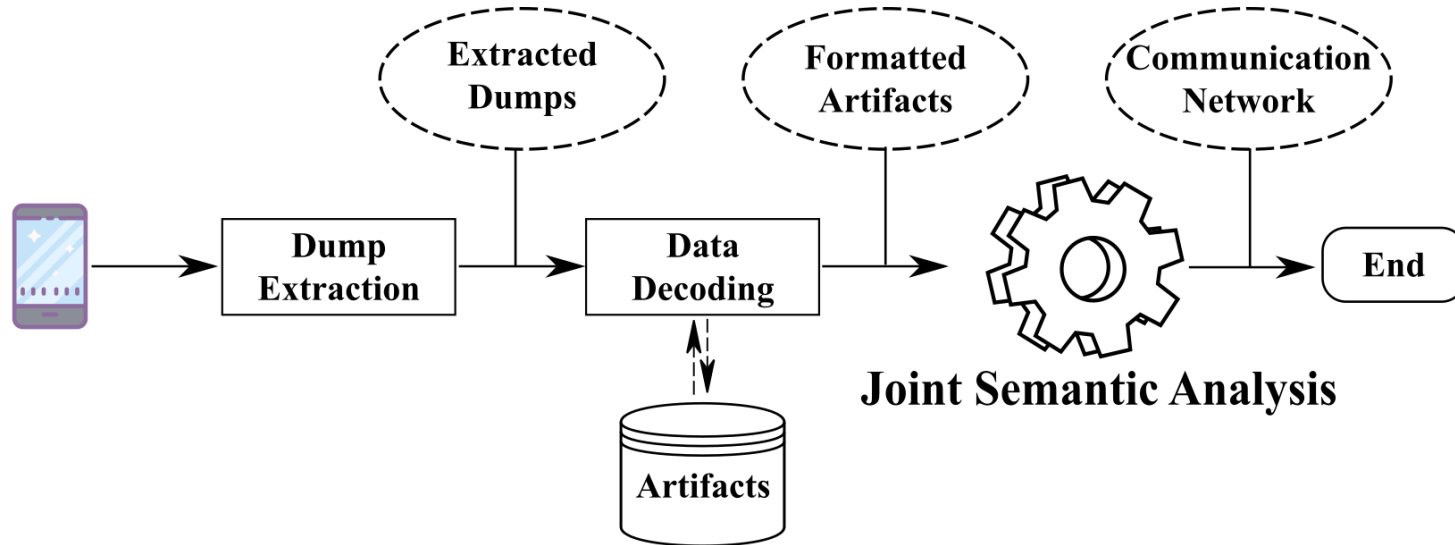 Extracted
Dumps
Formatted
Artifacts
Communication
Network
Dump
Extraction
Data
Decoding
End
Joint Semantic Analysis
Artifacts